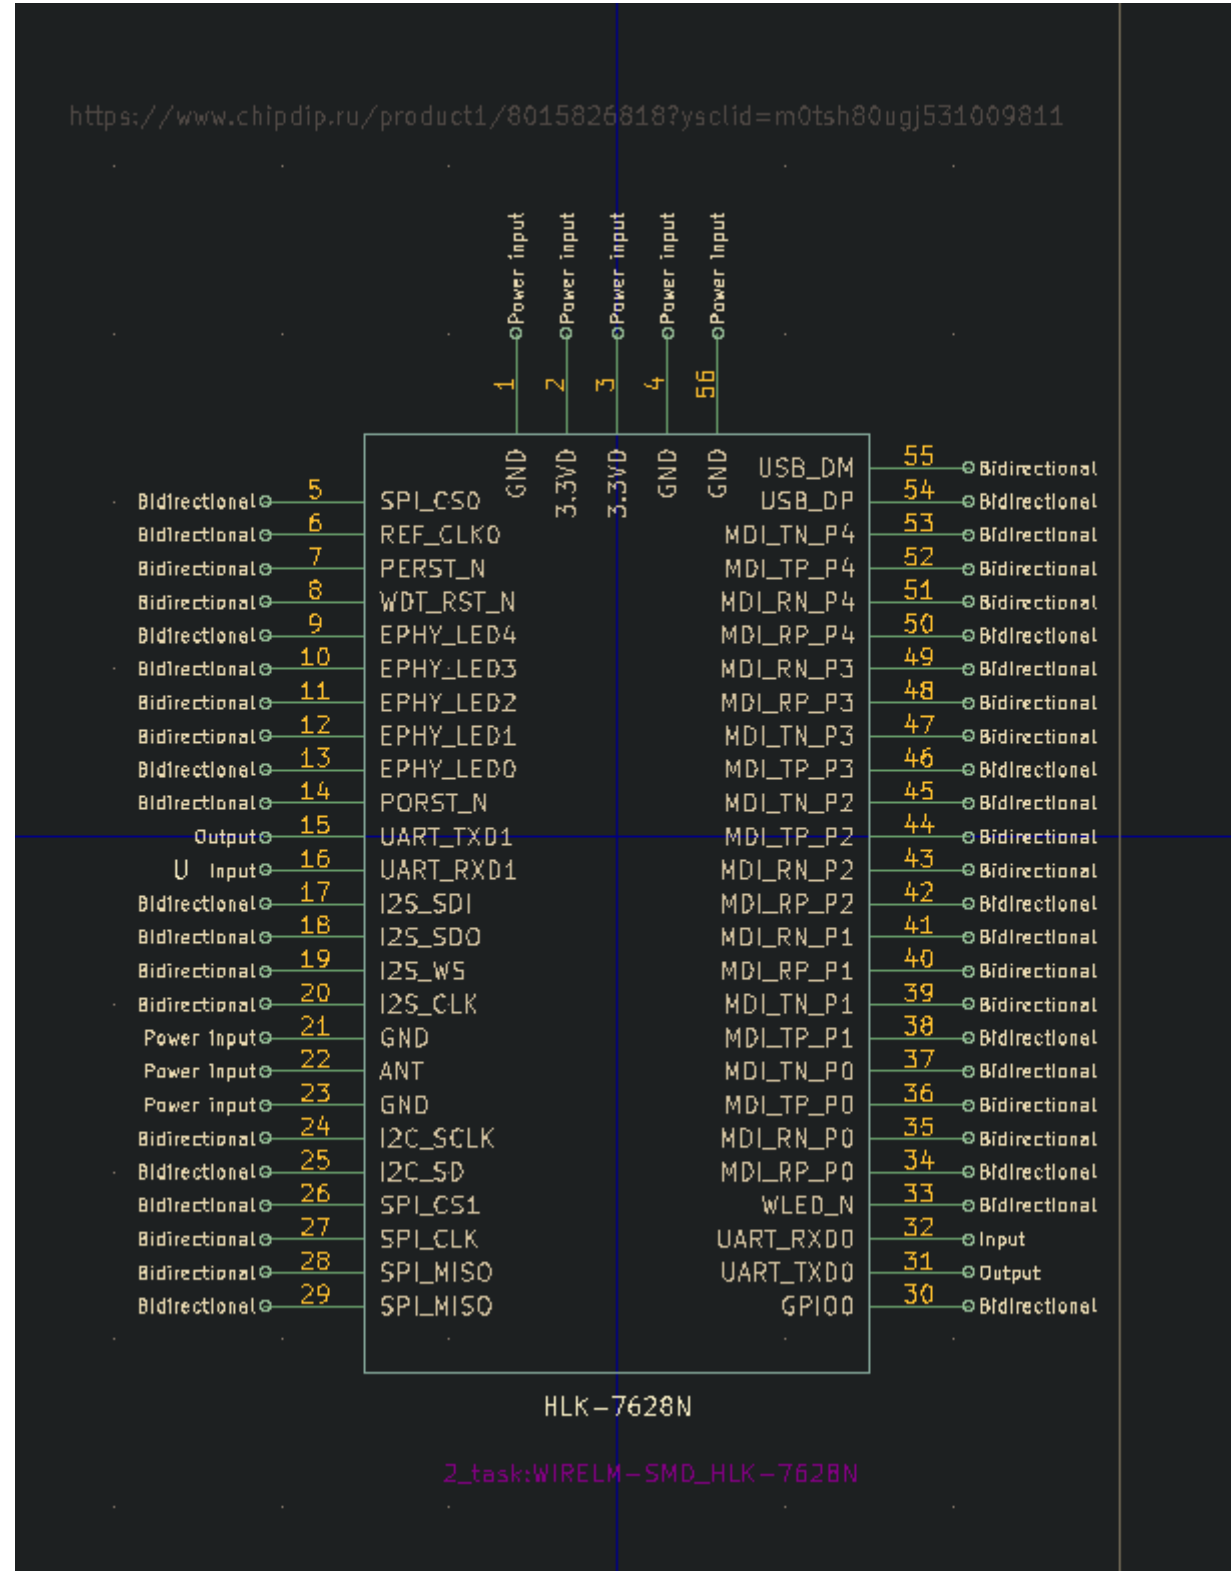 https://www.chipdip.ru/product1/8015826818?ysclid=m0tsh80ugj531009811
Power input Power input Power input Power input Power input
1 2 3 4 56
GND 3.3VD 3.3VD GND GND
USB_DM 55 Bidirectional
Bidirectional 5 SPI_CS0 USB_DP 54 Bidirectional
Bidirectional 6 REF_CLK0 MDI_TN_P4 53 Bidirectional
Bidirectional 7 PERST_N MDI_TP_P4 52 Bidirectional
Bidirectional 8 WDT_RST_N MDI_RN_P4 51 Bidirectional
Bidirectional 9 EPHY_LED4 MDI_RP_P4 50 Bidirectional
Bidirectional 10 EPHY_LED3 MDI_RN_P3 49 Bidirectional
Bidirectional 11 EPHY_LED2 MDI_RP_P3 48 Bidirectional
Bidirectional 12 EPHY_LED1 MDI_TN_P3 47 Bidirectional
Bidirectional 13 EPHY_LED0 MDI_TP_P3 46 Bidirectional
Bidirectional 14 PORST_N MDI_TN_P2 45 Bidirectional
Output 15 UART_TXD1 MDI_TP_P2 44 Bidirectional
U Input 16 UART_RXD1 MDI_RN_P2 43 Bidirectional
Bidirectional 17 I2S_SDI MDI_RP_P2 42 Bidirectional
Bidirectional 18 I2S_SDO MDI_RN_P1 41 Bidirectional
Bidirectional 19 I2S_WS MDI_RP_P1 40 Bidirectional
Bidirectional 20 I2S_CLK MDI_TN_P1 39 Bidirectional
Power input 21 GND MDI_TP_P1 38 Bidirectional
Power input 22 ANT MDI_TN_P0 37 Bidirectional
Power input 23 GND MDI_TP_P0 36 Bidirectional
Bidirectional 24 I2C_SCLK MDI_RN_P0 35 Bidirectional
Bidirectional 25 I2C_SD MDI_RP_P0 34 Bidirectional
Bidirectional 26 SPI_CS1 WLED_N 33 Bidirectional
Bidirectional 27 SPI_CLK UART_RXD0 32 Input
Bidirectional 28 SPI_MISO UART_TXD0 31 Output
Bidirectional 29 SPI_MISO GPIO0 30 Bidirectional
HLK-7628N
2_task:WIRELM-SMD_HLK-7628N